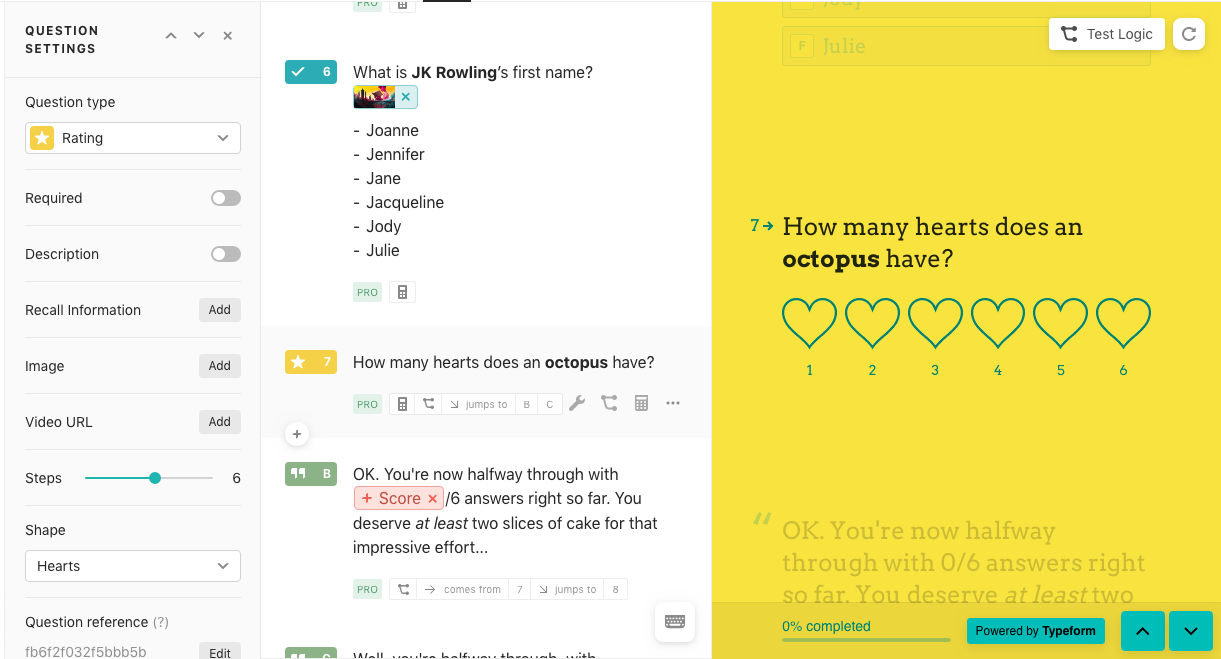 QUESTION
SETTINGS
Question type
Rating
Required
Description
Recall Information
Add
Image
Add
Video URL
Add
Steps
6
Shape
Hearts
Question reference (?)
fb6f2f032f5bbb5b
Edit
PRO
6
What is JK Rowling's first name?
- Joanne
- Jennifer
- Jane
- Jacqueline
- Jody
- Julie
PRO
7
How many hearts does an octopus have?
PRO
jumps to
B
C
B
OK. You're now halfway through with
+ Score ×/6 answers right so far. You
deserve at least two slices of cake for that
impressive effort...
PRO
comes from
7
jumps to
8
C
Well, you're halfway through, with
Jody
F
Julie
Test Logic
7
How many hearts does an
octopus have?
1
2
3
4
5
6
“
OK. You're now halfway
through with 0/6 answers right
so far. You deserve at least two
0% completed
Powered by Typeform